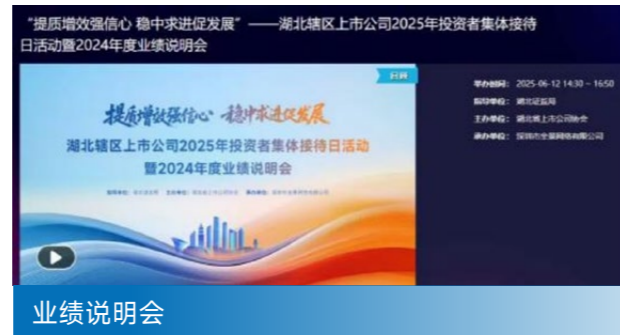 “提质增效强信心 稳中求进促发展”——湖北辖区上市公司2025年投资者集体接待
日活动暨2024年度业绩说明会
提质增效强信心 稳中求进促发展
湖北辖区上市公司2025年投资者集体接待日活动
暨2024年度业绩说明会
举办时间： 2025-06-12 14:30 ~ 16:50
指导单位： 湖北证监局
主办单位： 湖北省上市公司协会
承办单位： 深圳市全景网络有限公司
业绩说明会